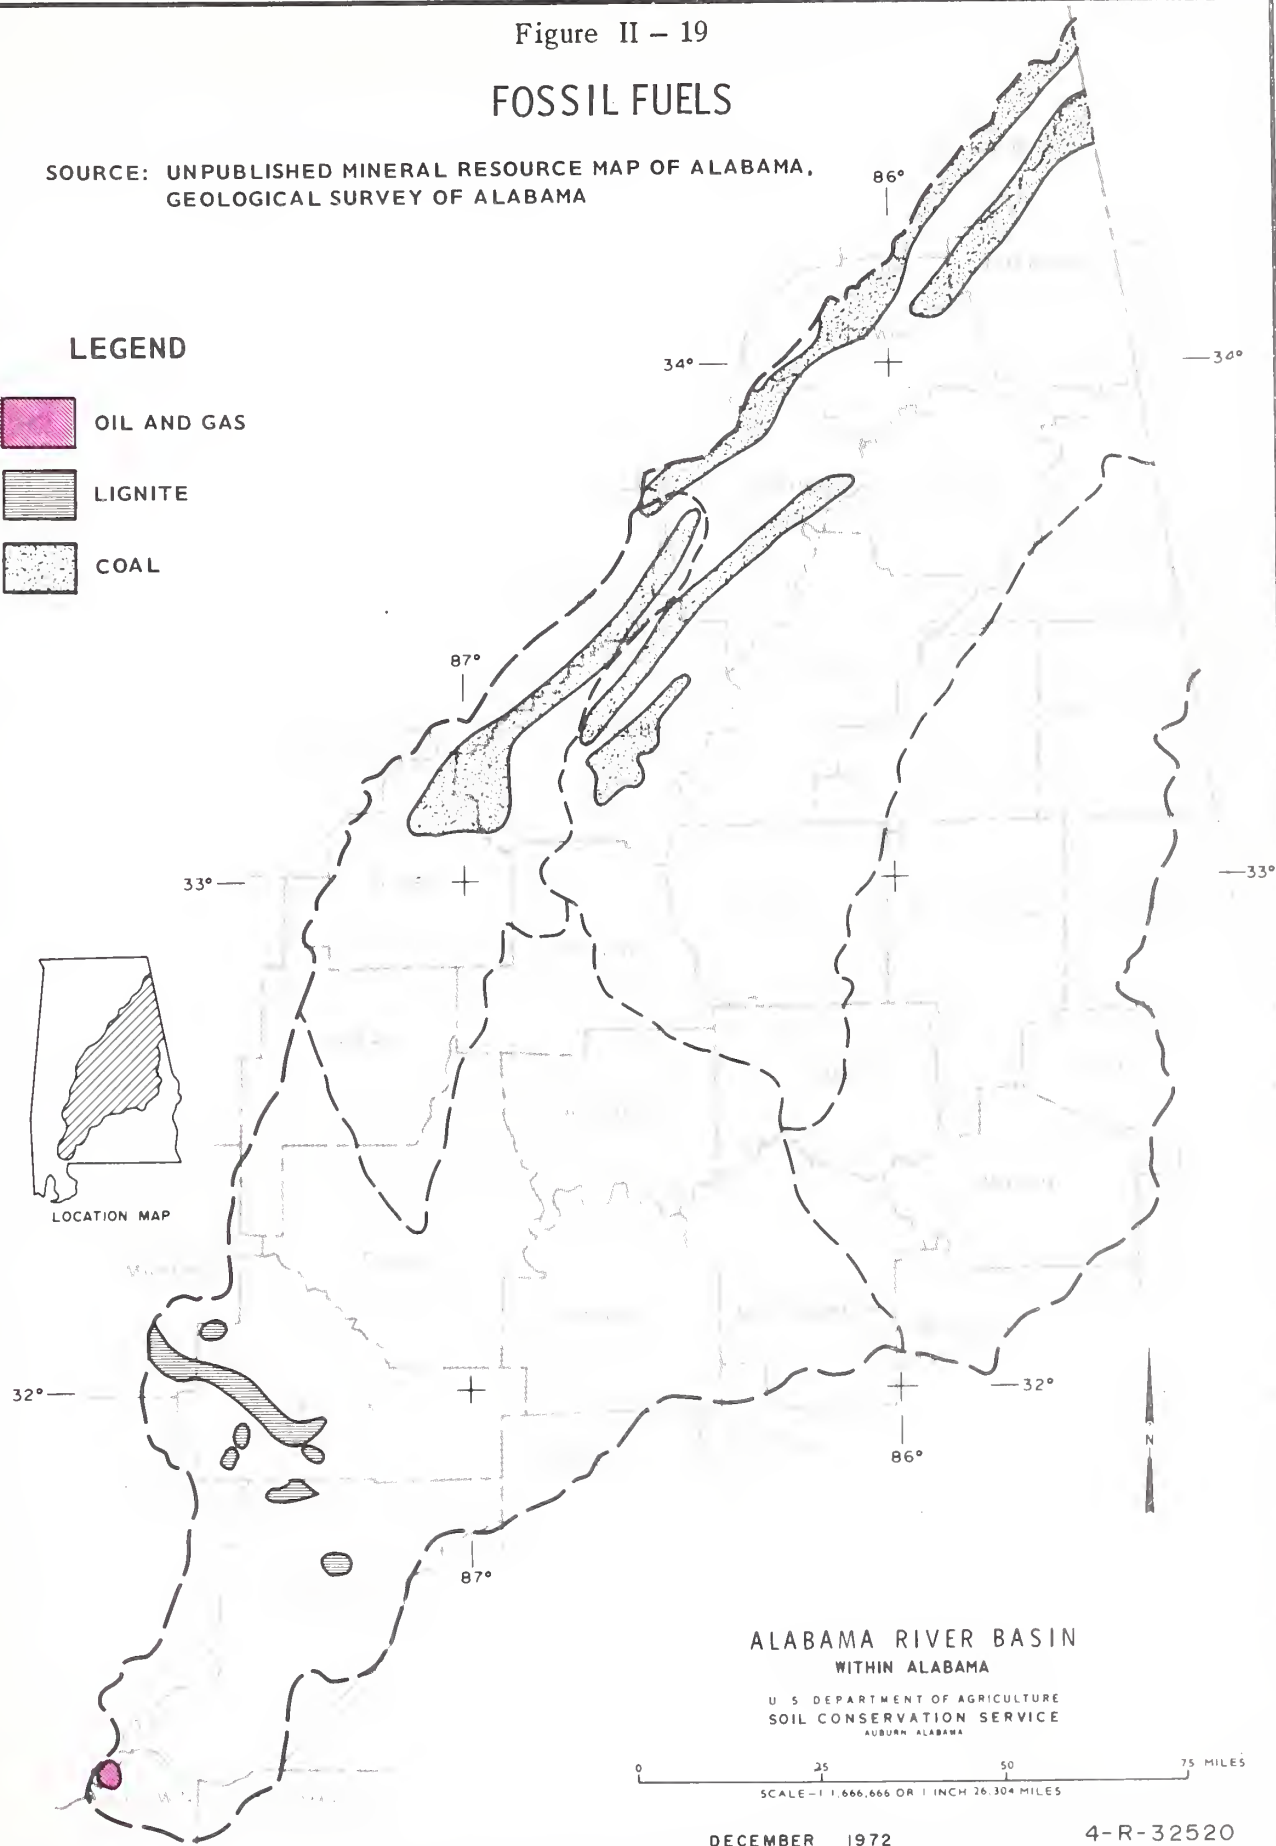 Figure II – 19
FOSSIL FUELS
SOURCE: UNPUBLISHED MINERAL RESOURCE MAP OF ALABAMA,
GEOLOGICAL SURVEY OF ALABAMA
86°
LEGEND
34°
34°
OIL AND GAS
LIGNITE
COAL
87°
33°
33°
LOCATION MAP
32°
32°
86°
N
87°
ALABAMA RIVER BASIN
WITHIN ALABAMA
U S DEPARTMENT OF AGRICULTURE
SOIL CONSERVATION SERVICE
AUBURN ALABAMA
0 25 50 75 MILES
SCALE–1 1,666,666 OR 1 INCH 26.304 MILES
DECEMBER 1972
4-R-32520